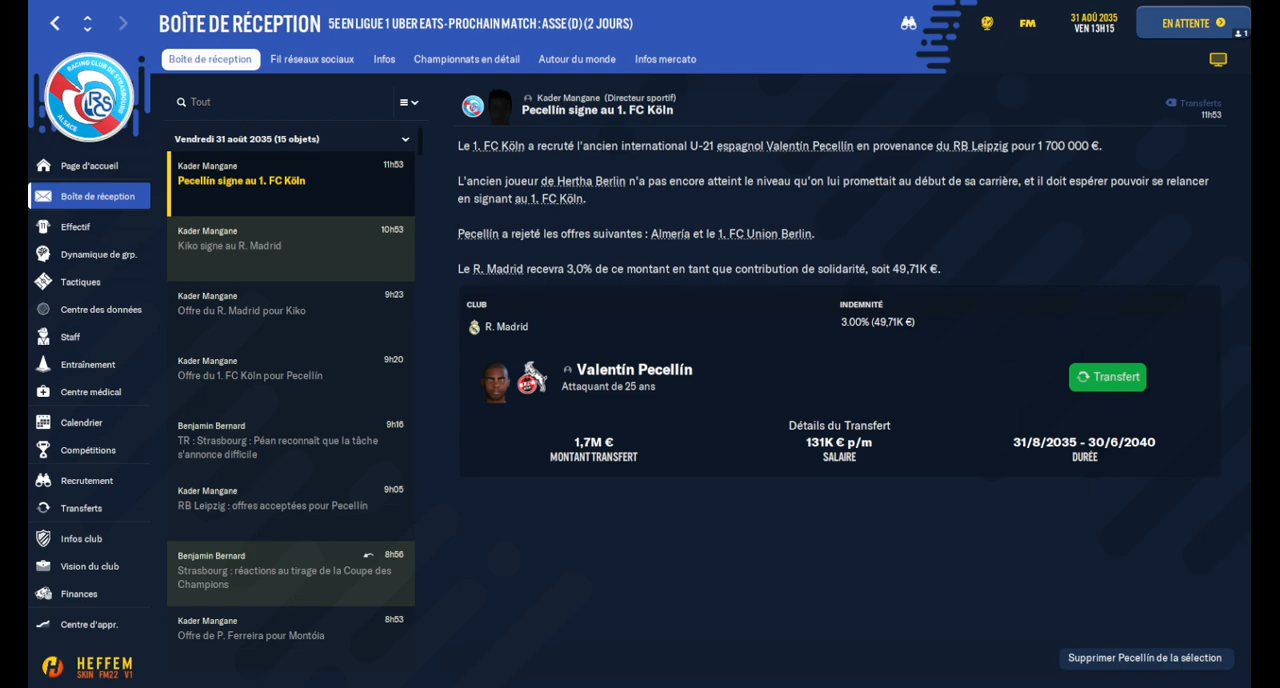 BOÎTE DE RÉCEPTION 5E EN LIGUE 1 UBER EATS - PROCHAIN MATCH : ASSE (D) (2 JOURS)
FM
31 AOÛ 2035
VEN 13H15
EN ATTENTE
1
Boîte de réception Fil réseaux sociaux Infos Championnats en détail Autour du monde Infos mercato
RACING CLUB DE STRASBOURG
RCS
ALSACE
Page d'accueil
Boîte de réception
Effectif
Dynamique de grp.
Tactiques
Centre des données
Staff
Entraînement
Centre médical
Calendrier
Compétitions
Recrutement
Transferts
Infos club
Vision du club
Finances
Centre d'appr.
HEFFEM
SKIN FM22 V1
Tout
Vendredi 31 août 2035 (15 objets)
Kader Mangane 11h53
Pecellín signe au 1. FC Köln
Kader Mangane 10h53
Kiko signe au R. Madrid
Kader Mangane 9h23
Offre du R. Madrid pour Kiko
Kader Mangane 9h20
Offre du 1. FC Köln pour Pecellín
Benjamin Bernard 9h16
TR : Strasbourg : Péan reconnaît que la tâche
s'annonce difficile
Kader Mangane 9h05
RB Leipzig : offres acceptées pour Pecellín
Benjamin Bernard 8h56
Strasbourg : réactions au tirage de la Coupe des
Champions
Kader Mangane 8h53
Offre de P. Ferreira pour Montóia
Kader Mangane (Directeur sportif)
Pecellín signe au 1. FC Köln
Transferts
11h53
Le 1. FC Köln a recruté l'ancien international U-21 espagnol Valentín Pecellín en provenance du RB Leipzig pour 1 700 000 €.
L'ancien joueur de Hertha Berlin n'a pas encore atteint le niveau qu'on lui promettait au début de sa carrière, et il doit espérer pouvoir se relancer
en signant au 1. FC Köln.
Pecellín a rejeté les offres suivantes : Almería et le 1. FC Union Berlin.
Le R. Madrid recevra 3,0% de ce montant en tant que contribution de solidarité, soit 49,71K €.
CLUB INDEMNITÉ
R. Madrid 3.00% (49,71K €)
Valentín Pecellín
Attaquant de 25 ans
Transfert
Détails du Transfert
1,7M € 131K € p/m 31/8/2035 - 30/6/2040
MONTANT TRANSFERT SALAIRE DURÉE
Supprimer Pecellín de la sélection